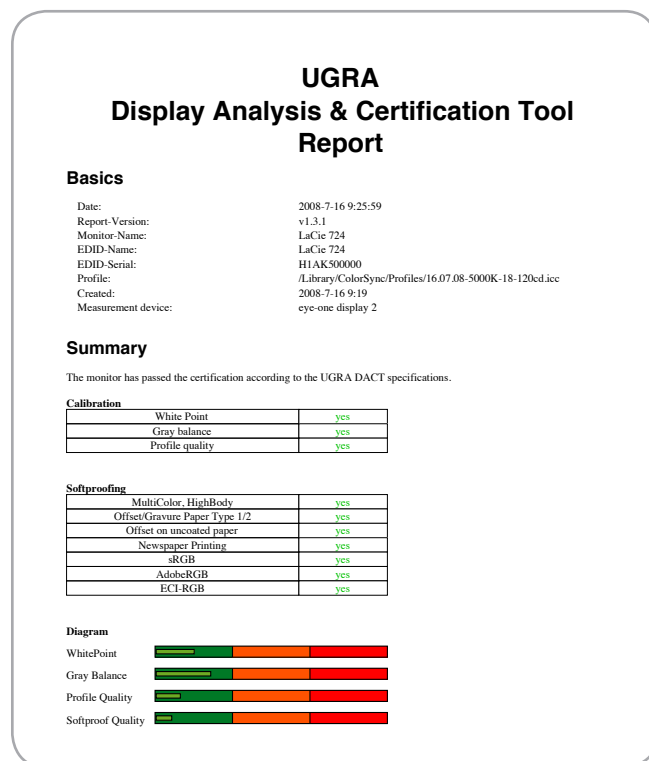 UGRA
Display Analysis & Certification Tool
Report
Basics
Date: 2008-7-16 9:25:59
Report-Version: v1.3.1
Monitor-Name: LaCie 724
EDID-Name: LaCie 724
EDID-Serial: H1AK500000
Profile: /Library/ColorSync/Profiles/16.07.08-5000K-18-120cd.icc
Created: 2008-7-16 9:19
Measurement device: eye-one display 2
Summary
The monitor has passed the certification according to the UGRA DACT specifications.
Calibration
White Point yes
Gray balance yes
Profile quality yes
Softproofing
MultiColor, HighBody yes
Offset/Gravure Paper Type 1/2 yes
Offset on uncoated paper yes
Newspaper Printing yes
sRGB yes
AdobeRGB yes
ECI-RGB yes
Diagram
WhitePoint
Gray Balance
Profile Quality
Softproof Quality